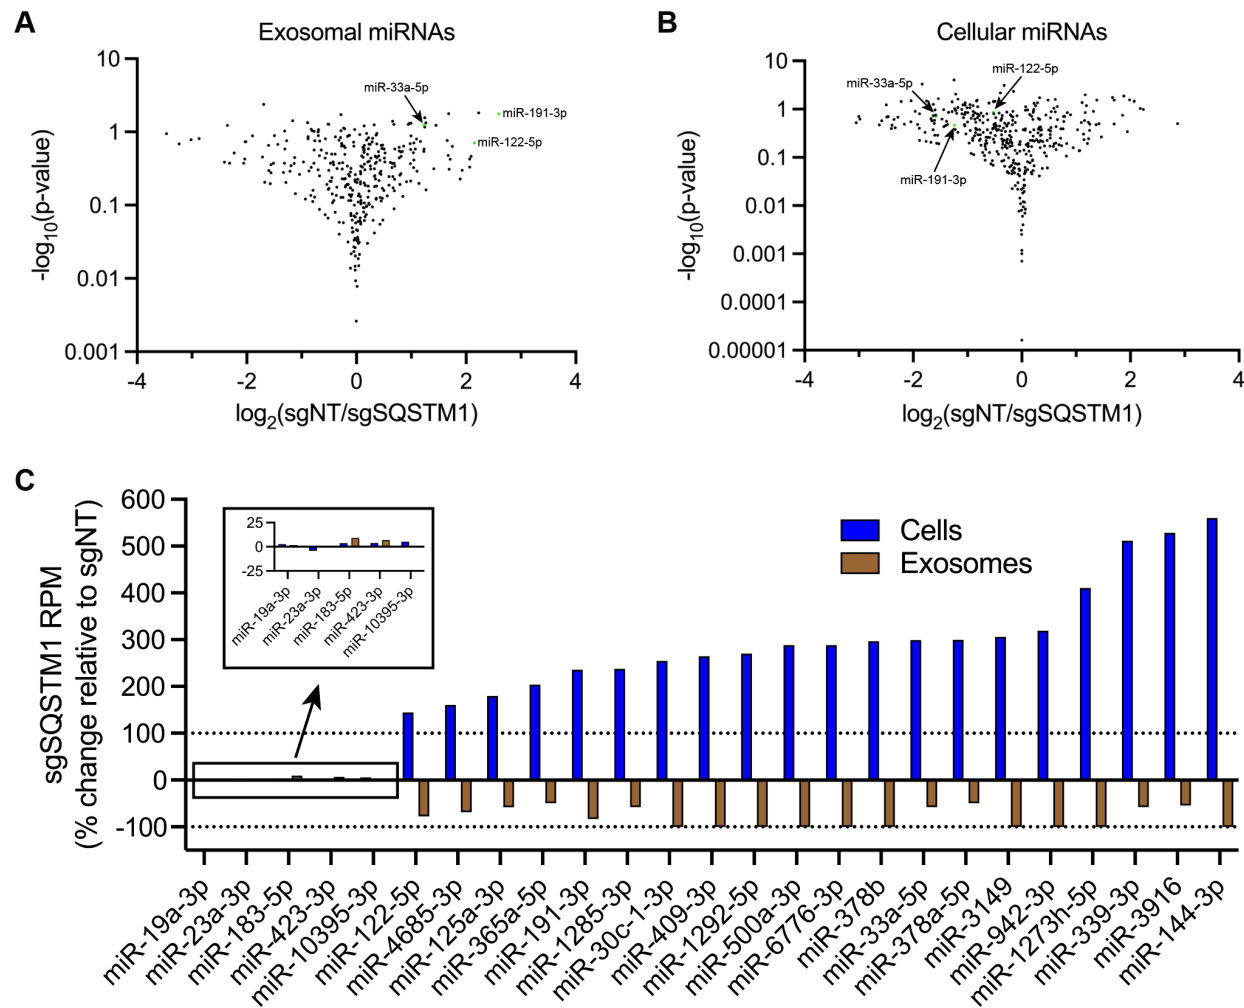 A
Exosomal miRNAs
10
1
0.1
0.01
0.001
-log10(p-value)
miR-33a-5p
miR-191-3p
miR-122-5p
-4
-2
0
2
4
log2(sgNT/sgSQSTM1)
B
Cellular miRNAs
10
1
0.1
0.01
0.001
0.0001
0.00001
-log10(p-value)
miR-33a-5p
miR-122-5p
miR-191-3p
-4
-2
0
2
4
log2(sgNT/sgSQSTM1)
C
sgSQSTM1 RPM
(% change relative to sgNT)
600
500
400
300
200
100
0
-100
25
0
-25
miR-19a-3p
miR-23a-3p
miR-183-5p
miR-423-3p
miR-10395-3p
Cells
Exosomes
miR-19a-3p
miR-23a-3p
miR-183-5p
miR-423-3p
miR-10395-3p
miR-122-5p
miR-4685-3p
miR-125a-3p
miR-365a-5p
miR-191-3p
miR-1285-3p
miR-30c-1-3p
miR-409-3p
miR-1292-5p
miR-500a-3p
miR-6776-3p
miR-378b
miR-33a-5p
miR-378a-5p
miR-3149
miR-942-3p
miR-1273h-5p
miR-339-3p
miR-3916
miR-144-3p